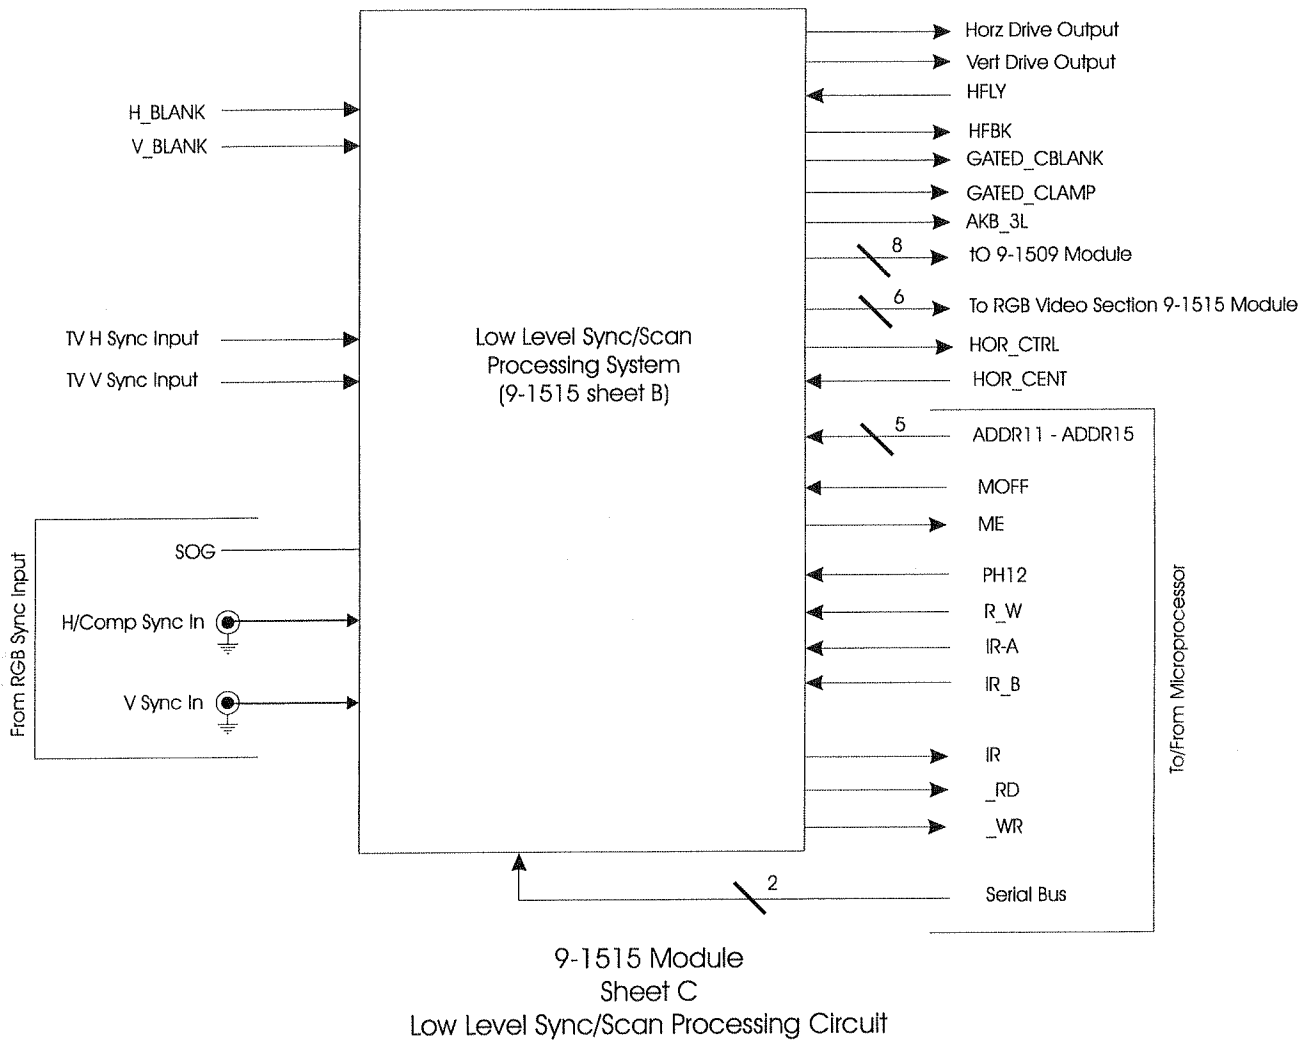 Horz Drive Output
Vert Drive Output
HFLY
H_BLANK
HFBK
V_BLANK
GATED_CBLANK
GATED_CLAMP
AKB_3L
8
tO 9-1509 Module
6
To RGB Video Section 9-1515 Module
TV H Sync Input
Low Level Sync/Scan
Processing System
(9-1515 sheet B)
HOR_CTRL
TV V Sync Input
HOR_CENT
5
ADDR11 - ADDR15
MOFF
ME
From RGB Sync Input
SOG
PH12
H/Comp Sync In
R_W
IR-A
To/From Microprocessor
V Sync In
IR_B
IR
_RD
_WR
2
Serial Bus
9-1515 Module
Sheet C
Low Level Sync/Scan Processing Circuit